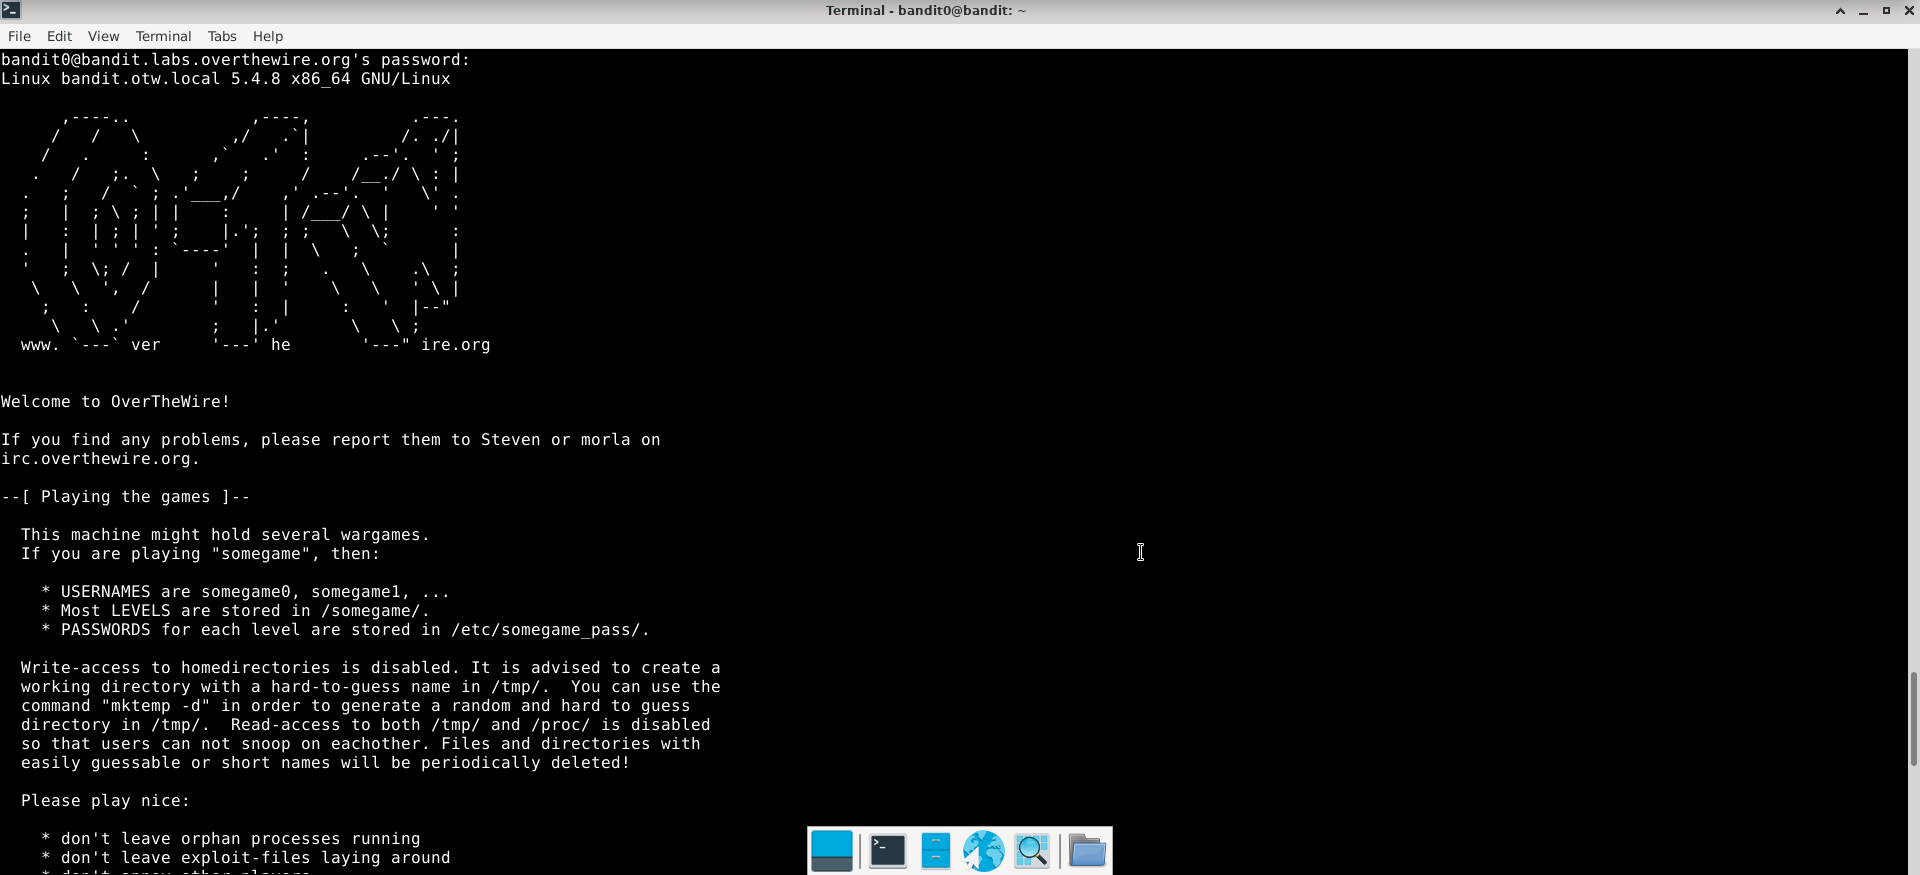 Terminal - bandit0@bandit: ~
File Edit View Terminal Tabs Help
bandit0@bandit.labs.overthewire.org's password:
Linux bandit.otw.local 5.4.8 x86_64 GNU/Linux
      ,----..            ,----,          .---.
     /   /   \         ,/   .`|         /. ./|
    /   .     :      ,`   .'  :     .--'.  ' ;
   .   /   ;.  \   ;    ;     /    /__./ \ : |
  .   ;   /  ` ; .'___,/    ,' .--'.  '   \' .
  ;   |  ; \ ; | |    :     | /___/ \ |    ' '
  |   :  | ; | ' ;    |.';  ; ;   \  \;      :
  .   |  ' ' ' : `----'  |  |  \   ;  `      |
  '   ;  \; /  |     '   :  ;   .   \    .\  ;
   \   \  ',  /      |   |  '    \   \   ' \ |
    ;   :    /       '   :  |     :   '  |--"
     \   \ .'        ;   |.'       \   \ ;
  www. `---` ver     '---' he       '---" ire.org
Welcome to OverTheWire!
If you find any problems, please report them to Steven or morla on
irc.overthewire.org.
--[ Playing the games ]--
This machine might hold several wargames.
If you are playing "somegame", then:
* USERNAMES are somegame0, somegame1, ...
* Most LEVELS are stored in /somegame/.
* PASSWORDS for each level are stored in /etc/somegame_pass/.
Write-access to homedirectories is disabled. It is advised to create a
working directory with a hard-to-guess name in /tmp/.  You can use the
command "mktemp -d" in order to generate a random and hard to guess
directory in /tmp/.  Read-access to both /tmp/ and /proc/ is disabled
so that users can not snoop on eachother. Files and directories with
easily guessable or short names will be periodically deleted!
Please play nice:
* don't leave orphan processes running
* don't leave exploit-files laying around
* don't annoy other players